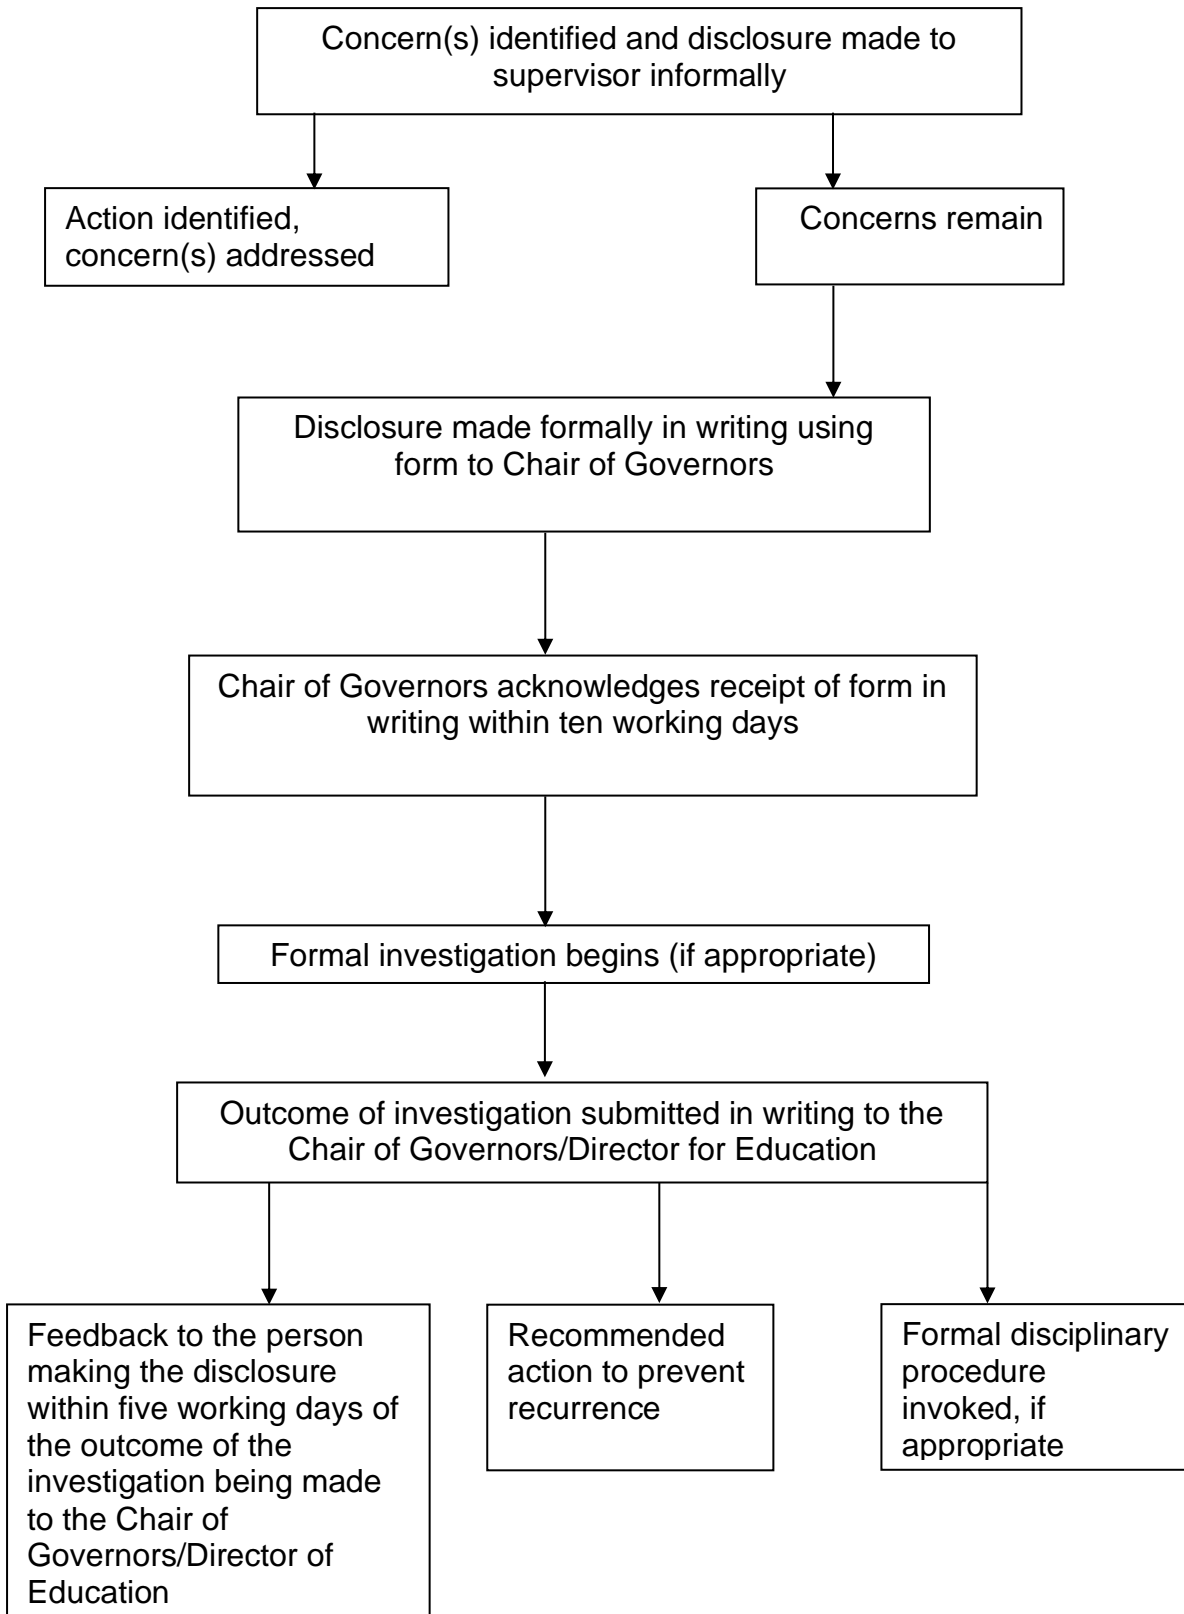 Concern(s) identified and disclosure made to
supervisor informally
Action identified,
concern(s) addressed
Concerns remain
Disclosure made formally in writing using
form to Chair of Governors
Chair of Governors acknowledges receipt of form in
writing within ten working days
Formal investigation begins (if appropriate)
Outcome of investigation submitted in writing to the
Chair of Governors/Director for Education
Feedback to the person
making the disclosure
within five working days of
the outcome of the
investigation being made
to the Chair of
Governors/Director of
Education
Recommended
action to prevent
recurrence
Formal disciplinary
procedure
invoked, if
appropriate